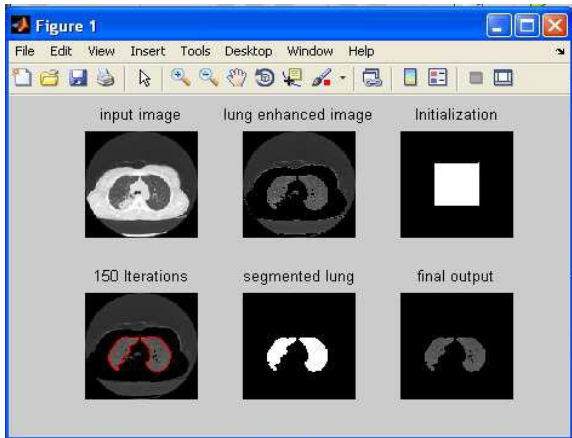 Figure 1
File Edit View Insert Tools Desktop Window Help
input image lung enhanced image Initialization
150 Iterations segmented lung final output